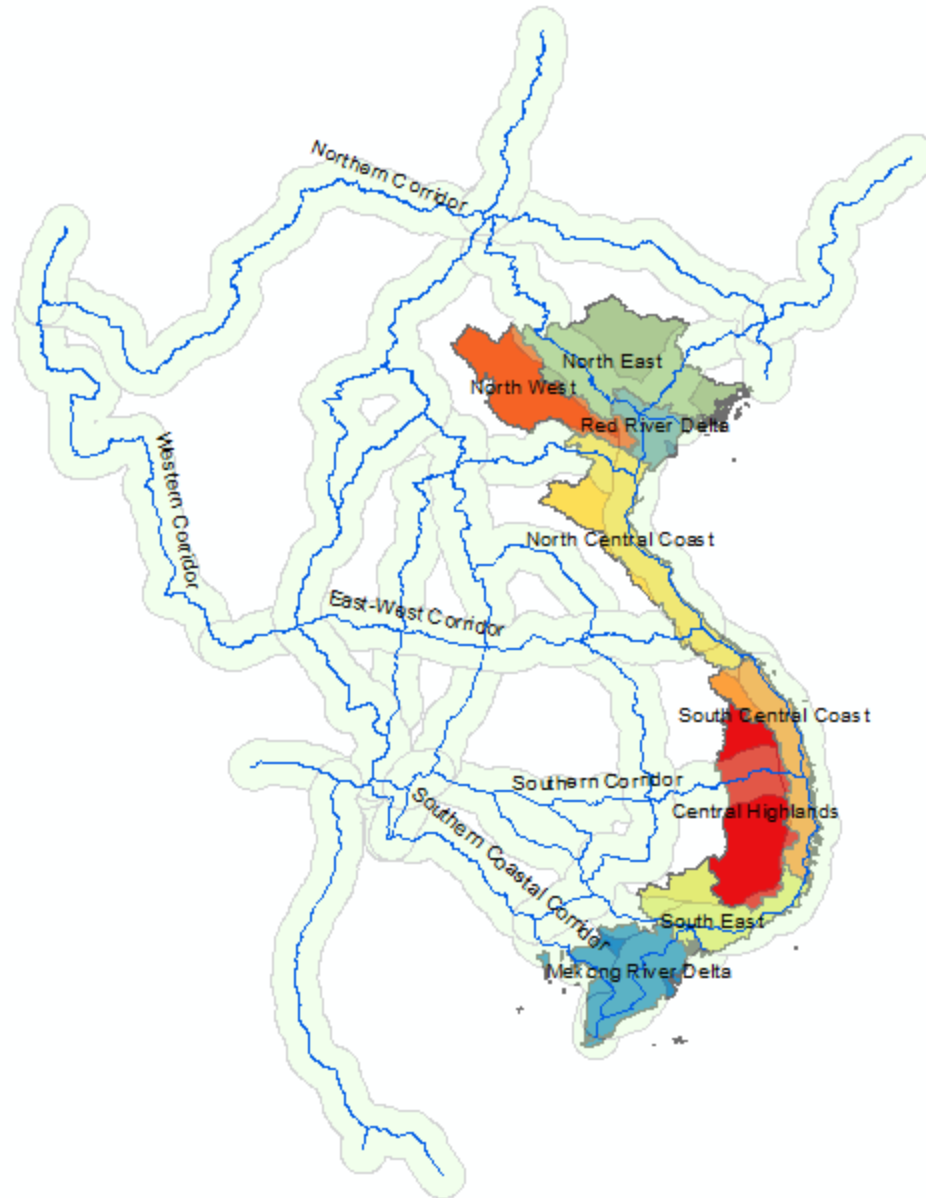 Northern Corridor
North East
North West
Red River Delta
Western Corridor
North Central Coast
East-West Corridor
South Central Coast
Southern Corridor
Central Highlands
Southern Coastal Corridor
South East
Mekong River Delta